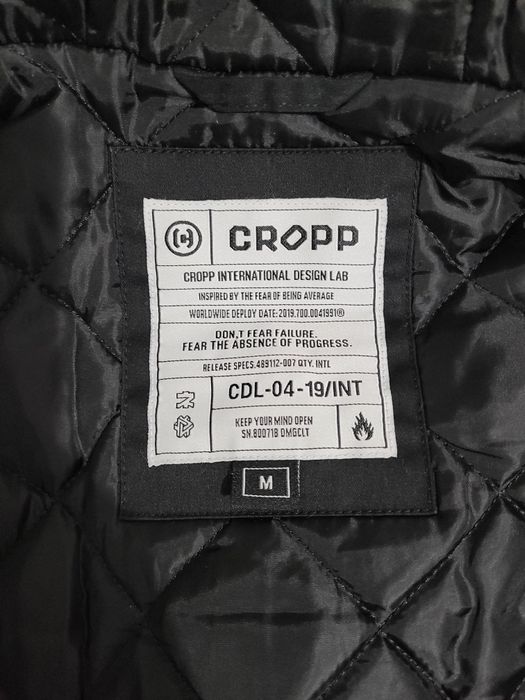 CROPP
CROPP INTERNATIONAL DESIGN LAB
INSPIRED BY THE FEAR OF BEING AVERAGE
WORLDWIDE DEPLOY DATE:2019.700.0041991®
DON,T FEAR FAILURE.
FEAR THE ABSENCE OF PROGRESS.
RELEASE SPECS.489112-007 QTY. INTL
CDL-04-19/INT
KEEP YOUR MIND OPEN
SN.80071B DMGCLT
M